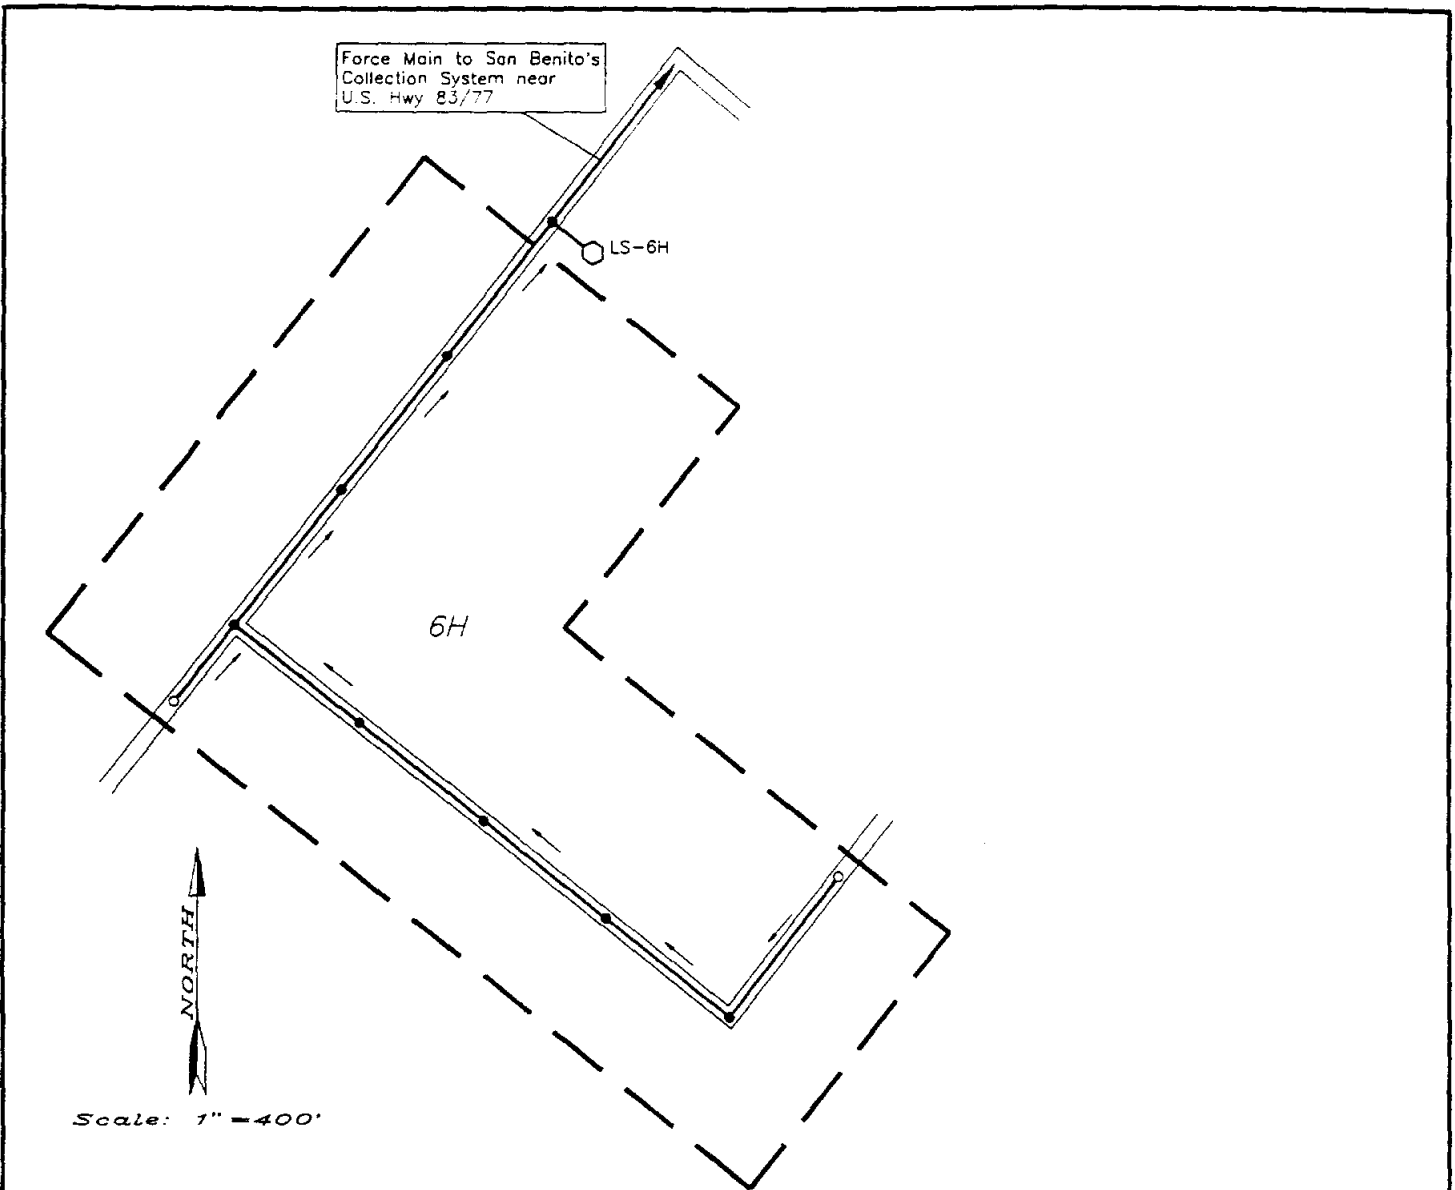 Force Main to San Benito's
Collection System near
U.S. Hwy 83/77
LS-6H
6H
NORTH
Scale: 1"=400'